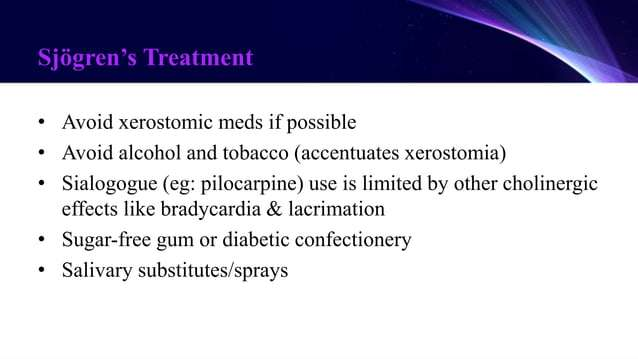 Sjögren’s Treatment
• Avoid xerostomic meds if possible
• Avoid alcohol and tobacco (accentuates xerostomia)
• Sialogogue (eg: pilocarpine) use is limited by other cholinergic
effects like bradycardia & lacrimation
• Sugar-free gum or diabetic confectionery
• Salivary substitutes/sprays